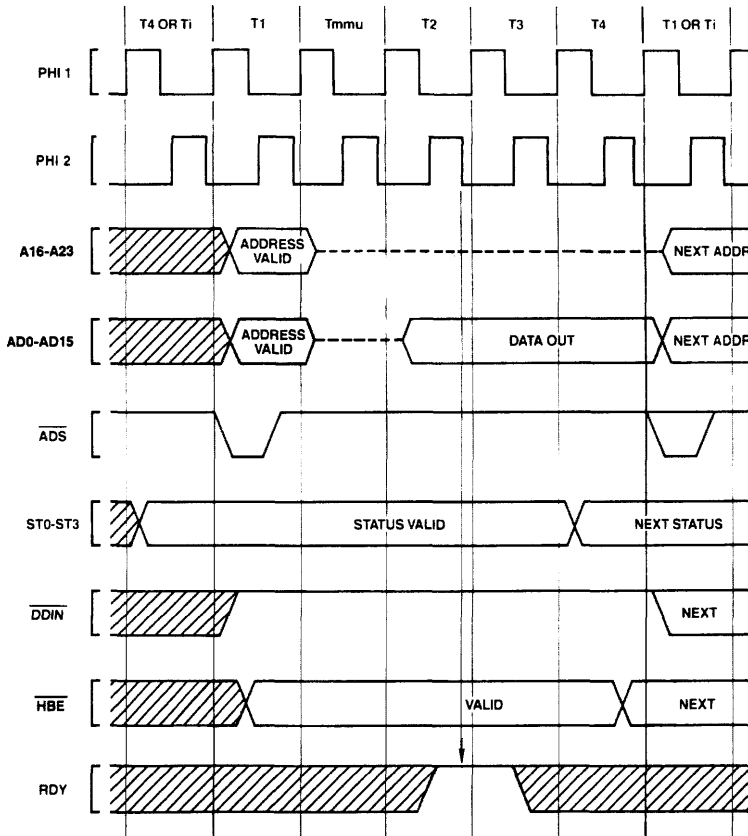 T4 OR Ti T1 Tmmu T2 T3 T4 T1 OR Ti
PHI 1
PHI 2
A16-A23 ADDRESS VALID NEXT ADDR
AD0-AD15 ADDRESS VALID DATA OUT NEXT ADDR
ADS
ST0-ST3 STATUS VALID NEXT STATUS
DDIN NEXT
HBE VALID NEXT
RDY